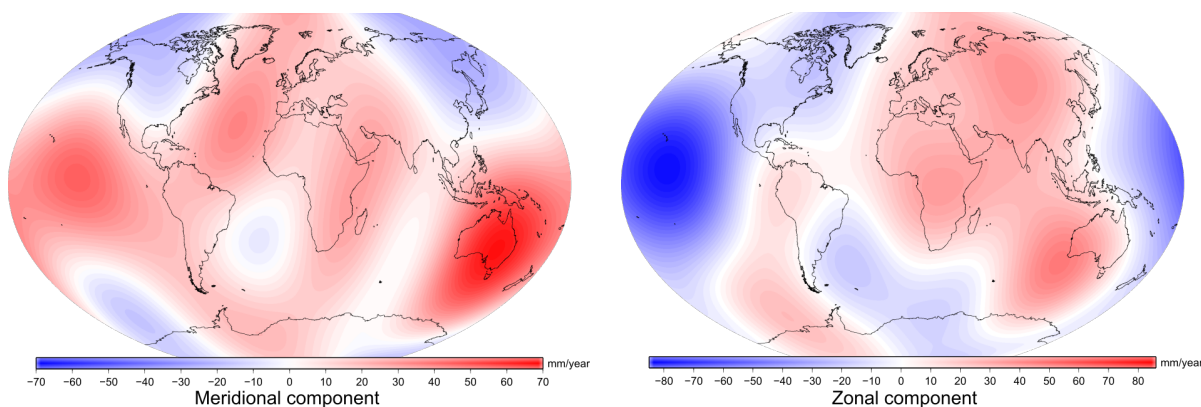 mm/year
−70 −60 −50 −40 −30 −20 −10 0 10 20 30 40 50 60 70
Meridional component
mm/year
−80 −70 −60 −50 −40 −30 −20 −10 0 10 20 30 40 50 60 70 80
Zonal component